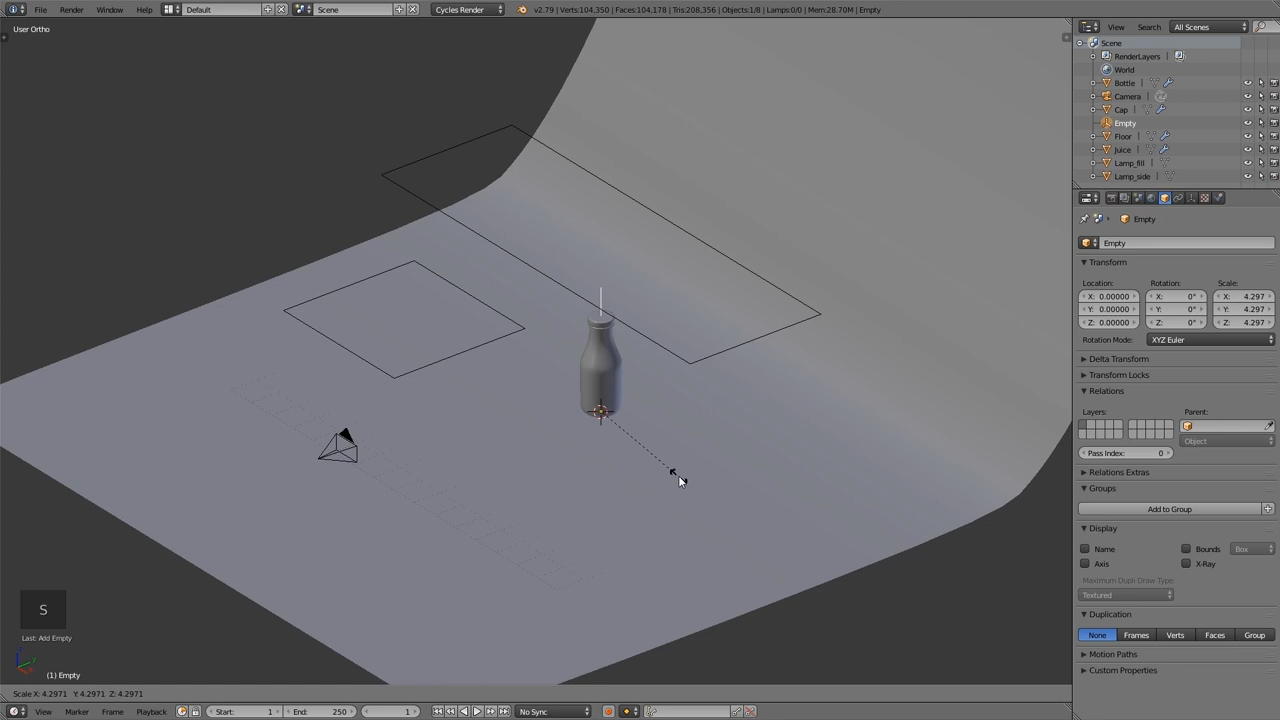 File Render Window Help Default Scene Cycles Render v2.79 | Verts:104,350 | Faces:104,178 | Tris:208,356 | Objects:1/8 | Lamps:0/0 | Mem:28.70M | Empty
User Ortho
View Search All Scenes
Scene
RenderLayers |
World
Bottle |
Camera |
Cap |
Empty
Floor |
Juice |
Lamp_fill |
Lamp_side |
Empty
Empty
Transform
Location: Rotation: Scale:
X: 0.00000 X: 0° X: 4.297
Y: 0.00000 Y: 0° Y: 4.297
Z: 0.00000 Z: 0° Z: 4.297
Rotation Mode: XYZ Euler
Delta Transform
Transform Locks
Relations
Layers: Parent:
Object
Pass Index: 0
Relations Extras
Groups
Add to Group
Display
Name Bounds Box
Axis X-Ray
Maximum Dupli Draw Type:
Textured
Duplication
None Frames Verts Faces Group
Motion Paths
Custom Properties
S
Last: Add Empty
(1) Empty
Scale X: 4.2971 Y: 4.2971 Z: 4.2971
View Marker Frame Playback Start: 1 End: 250 1 No Sync